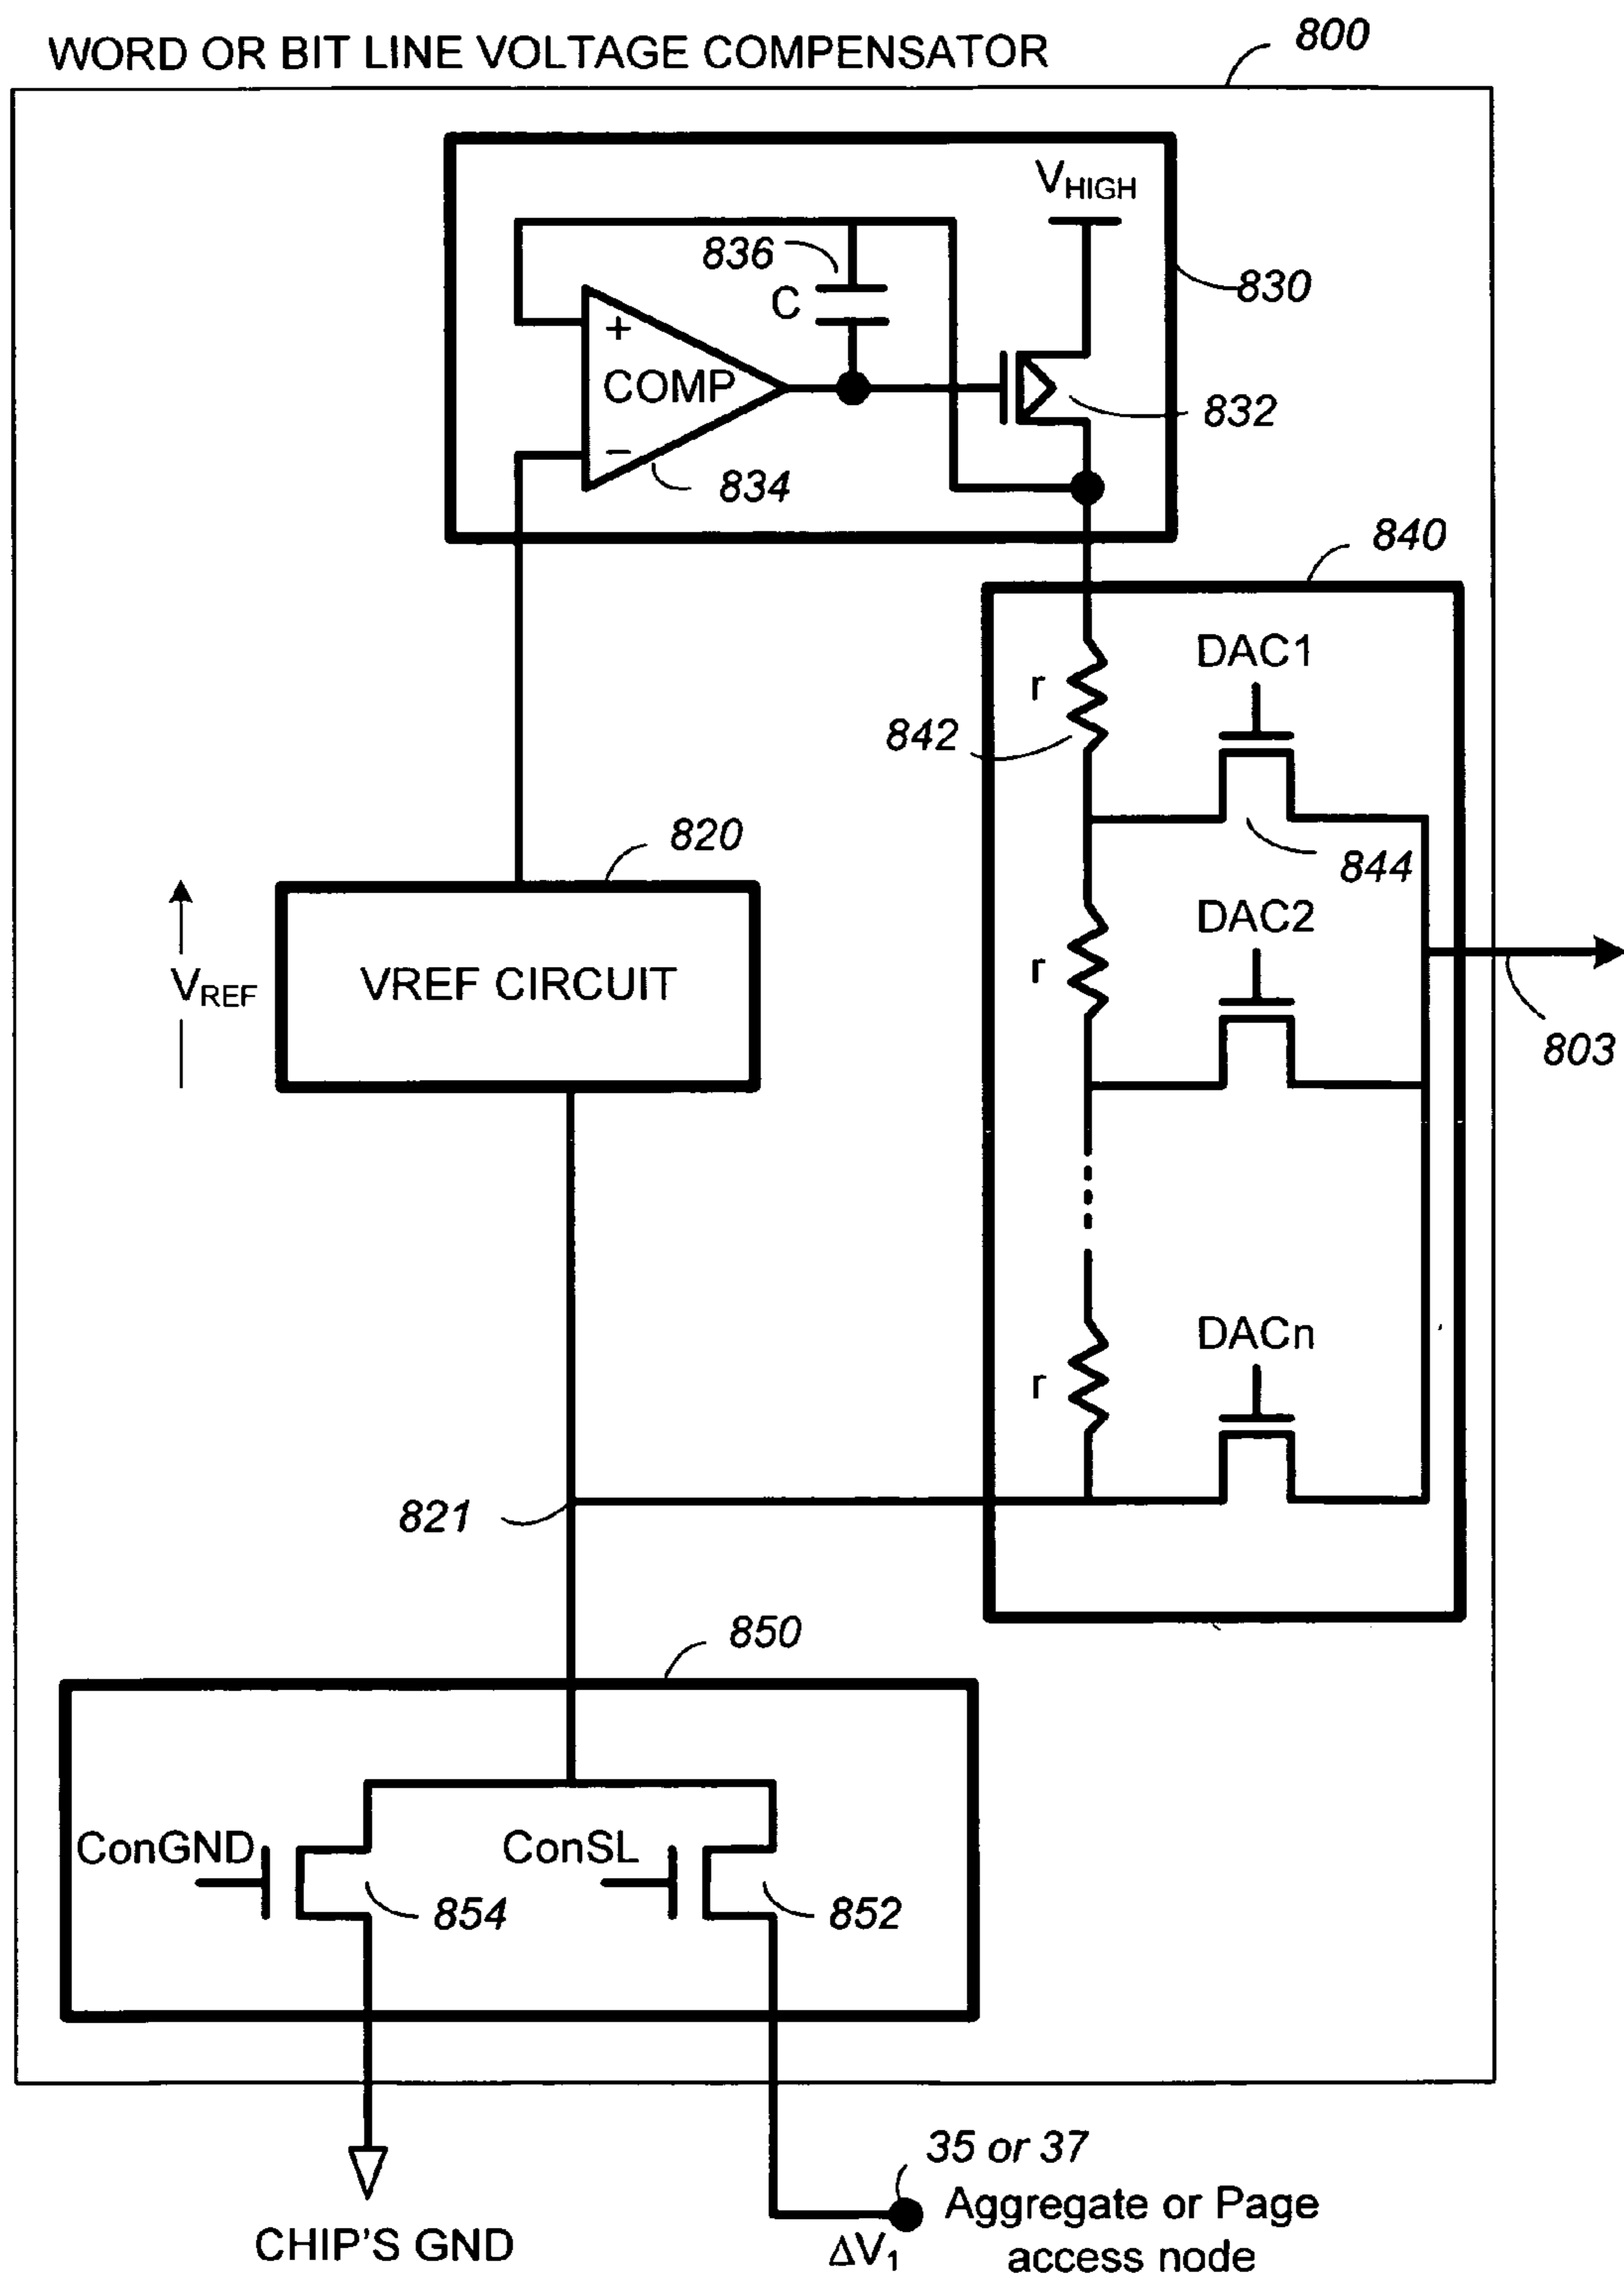 WORD OR BIT LINE VOLTAGE COMPENSATOR
800
VHIGH
836
C
830
+
COMP
832
−
834
840
DAC1
r
842
820
844
DAC2
VREF
VREF CIRCUIT
r
803
DACn
r
821
850
ConGND
ConSL
854
852
35 or 37
Aggregate or Page
access node
CHIP'S GND
ΔV1